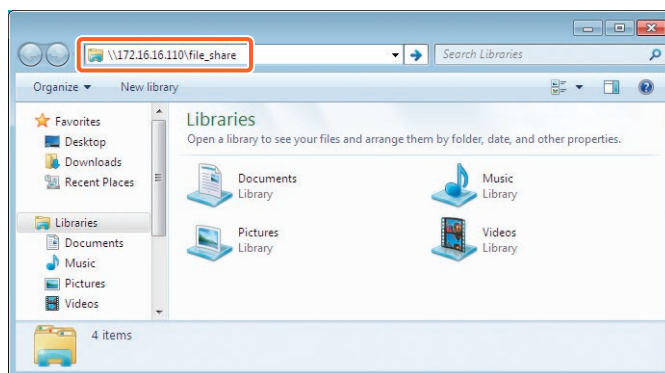 \\172.16.16.110\file_share
Search Libraries
Organize
New library
Favorites
Desktop
Downloads
Recent Places
Libraries
Documents
Music
Pictures
Videos
Libraries
Open a library to see your files and arrange them by folder, date, and other properties.
Documents
Library
Music
Library
Pictures
Library
Videos
Library
4 items